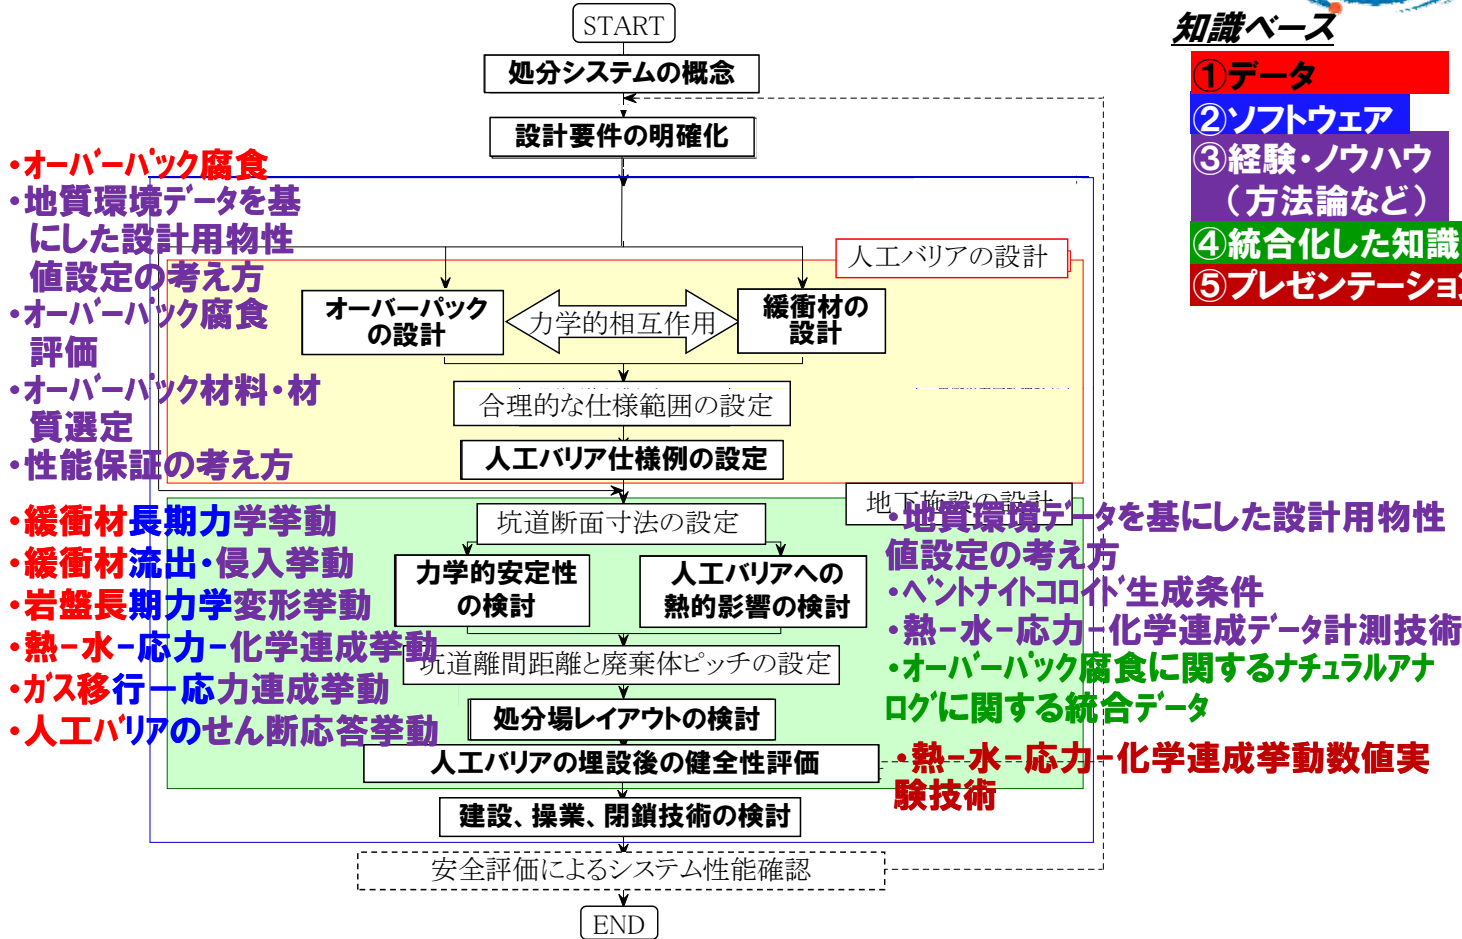 START
処分システムの概念
設計要件の明確化
知識ベース
①データ
②ソフトウェア
③経験・ノウハウ
（方法論など）
④統合化した知識
⑤プレゼンテーション
・オーバーパック腐食
・地質環境データを基
にした設計用物性
値設定の考え方
・オーバーパック腐食
評価
・オーバーパック材料・材
質選定
・性能保証の考え方
人工バリアの設計
オーバーパック
の設計
力学的相互作用
緩衝材の
設計
合理的な仕様範囲の設定
人工バリア仕様例の設定
地下施設の設計
・緩衝材長期力学挙動
・緩衝材流出・侵入挙動
・岩盤長期力学変形挙動
・熱-水-応力-化学連成挙動
・ガス移行－応力連成挙動
・人工バリアのせん断応答挙動
坑道断面寸法の設定
力学的安定性
の検討
人工バリアへの
熱的影響の検討
坑道離間距離と廃棄体ピッチの設定
処分場レイアウトの検討
人工バリアの埋設後の健全性評価
・地質環境データを基にした設計用物性
値設定の考え方
・ベントナイトコロイド生成条件
・熱-水-応力-化学連成データ計測技術
・オーバーパック腐食に関するナチュラルアナ
ログに関する統合データ
・熱-水-応力-化学連成挙動数値実
験技術
建設、操業、閉鎖技術の検討
安全評価によるシステム性能確認
END